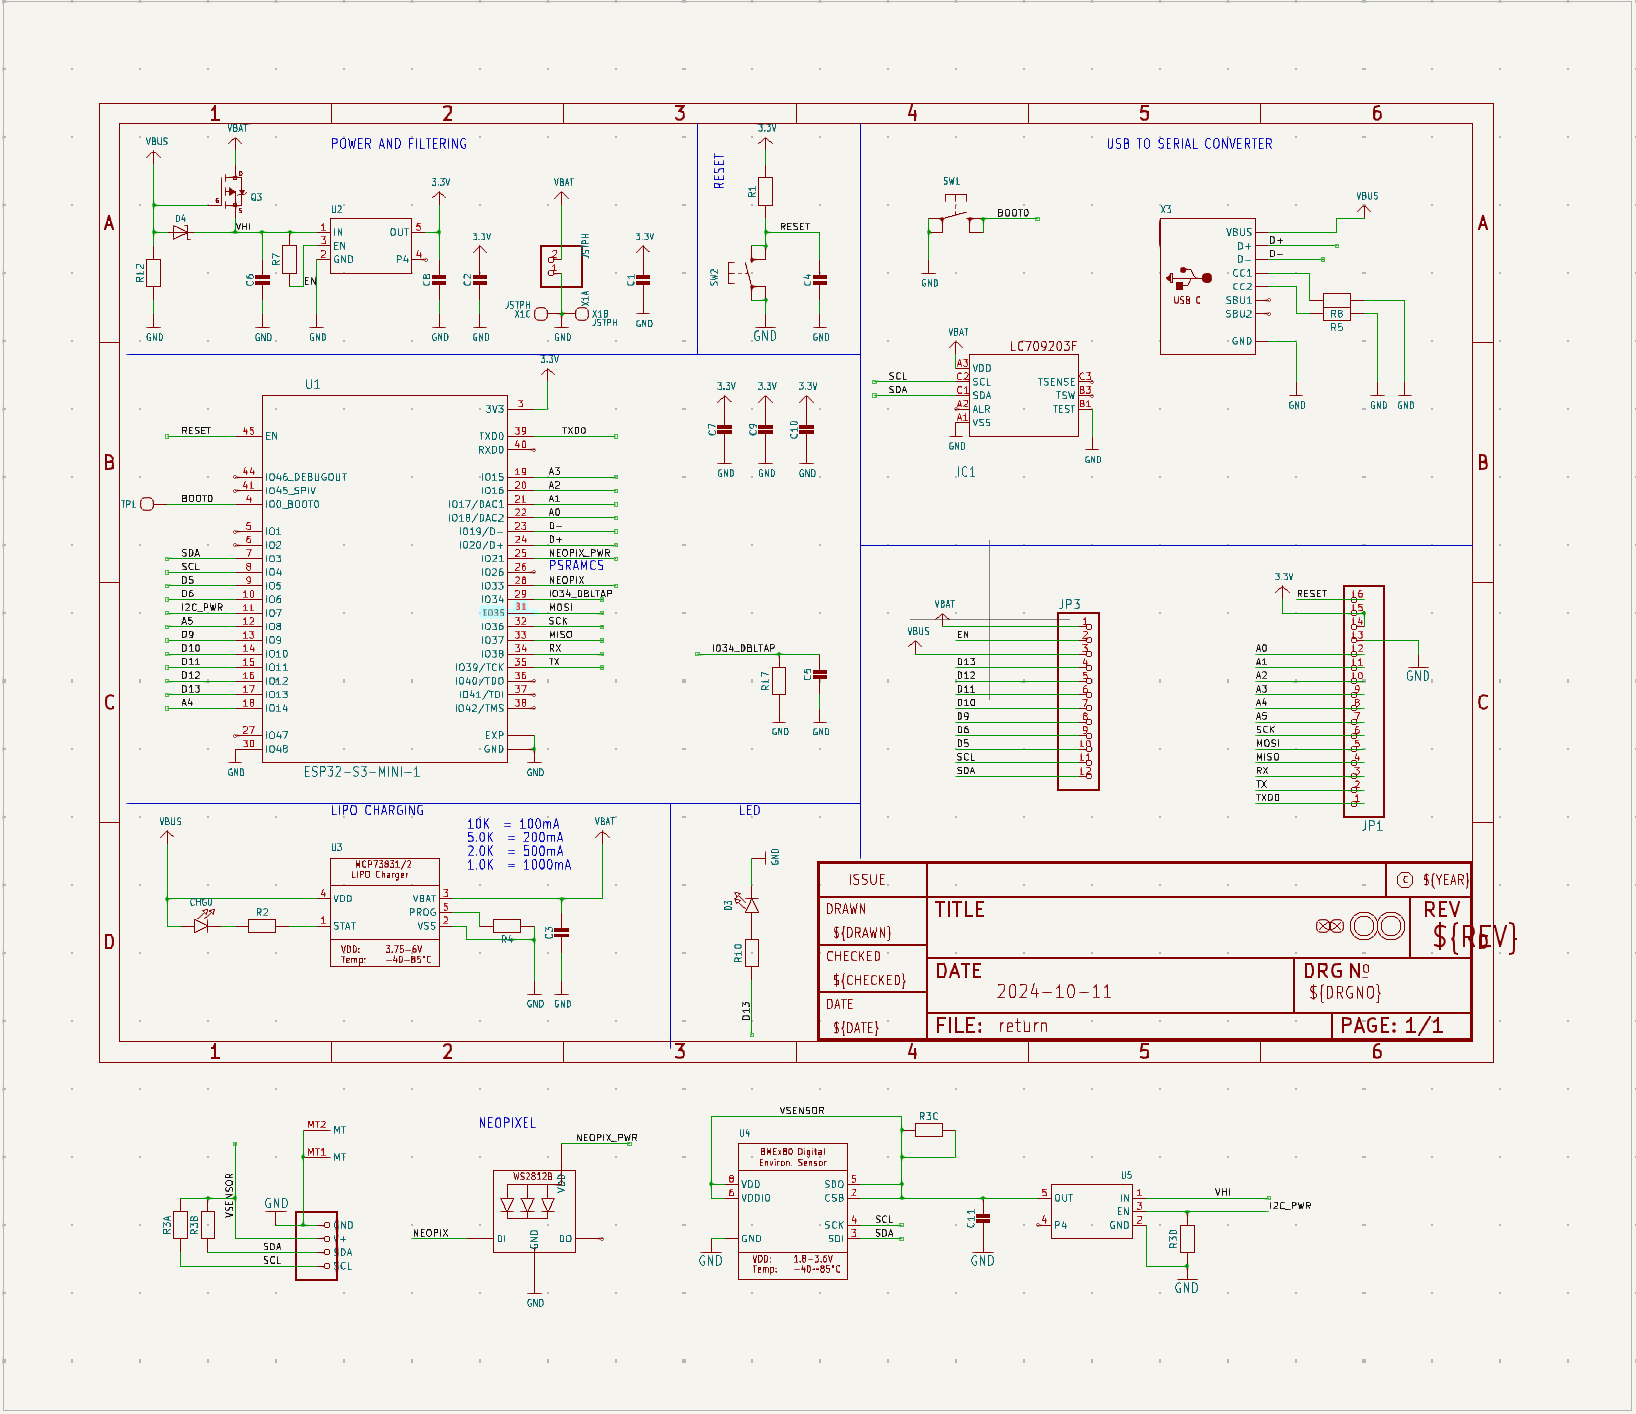 1 2 3 4 5 6
A
B
C
D
A
B
C
POWER AND FILTERING
VBUS
VBAT
Q3
D
G
S
D4
VHI
R12
C6
R7
EN
U2
1 IN
3 EN
2 GND
OUT 5
P4 4
3.3V
C8
3.3V
C2
VBAT
JSTPH
2
1
JSTPH
X1C
X1A
X1B
JSTPH
3.3V
C1
GND GND GND GND GND GND GND
RESET
3.3V
R1
RESET
SW2
C4
GND GND
USB TO SERIAL CONVERTER
SW1
BOOT0
GND
X3
VBUS
VBUS
D+ D+
D- D-
CC1
CC2
SBU1
SBU2
GND
USB C
R8
R5
GND GND GND
VBAT
LC709203F
A3 VDD
SCL C2 SCL
SDA C1 SDA
A2 ALR
A1 VSS
TSENSE C3
TSW B3
TEST B1
GND
GND
IC1
U1
3.3V
3V3 3
RESET 45 EN
TXD0 39 TXD0
RXD0 40
44 IO46_DEBUGOUT
41 IO45_SPIV
TP1 BOOT0 4 IO0_BOOT0
5 IO1
6 IO2
SDA 7 IO3
SCL 8 IO4
D5 9 IO5
D6 10 IO6
I2C_PWR 11 IO7
A5 12 IO8
D9 13 IO9
D10 14 IO10
D11 15 IO11
D12 16 IO12
D13 17 IO13
A4 18 IO14
27 IO47
30 IO48
GND
IO15 19 A3
IO16 20 A2
IO17/DAC1 21 A1
IO18/DAC2 22 A0
IO19/D- 23 D-
IO20/D+ 24 D+
IO21 25 NEOPIX_PWR
IO26 26 PSRAMCS
IO33 28 NEOPIX
IO34 29 IO34_DBLTAP
IO35 31 MOSI
IO36 32 SCK
IO37 33 MISO
IO38 34 RX
IO39/TCK 35 TX
IO40/TDO 36
IO41/TDI 37
IO42/TMS 38
EXP
GND
GND
ESP32-S3-MINI-1
3.3V 3.3V 3.3V
C7 C9 C10
GND GND GND
IO34_DBLTAP
R17
C5
GND GND
VBAT
VBUS
EN
D13
D12
D11
D10
D9
D6
D5
SCL
SDA
JP3
1
2
3
4
5
6
7
8
9
10
11
12
3.3V
RESET
A0
A1
A2
A3
A4
A5
SCK
MOSI
MISO
RX
TX
TXD0
16
15
14
13
12
11
10
9
8
7
6
5
4
3
2
1
JP1
GND
LIPO CHARGING
10K = 100mA
5.0K = 200mA
2.0K = 500mA
1.0K = 1000mA
VBUS
VBAT
U3
MCP73831/2
LIPO Charger
4 VDD
1 STAT
VBAT 3
PROG 5
VSS 2
VDD: 3.75-6V
Temp: -40-85°C
CHG0
R2
R4
C3
GND GND
LED
GND
D3
R10
D13
ISSUE
© ${YEAR}
DRAWN
${DRAWN}
CHECKED
${CHECKED}
DATE
${DATE}
TITLE
REV
${REV}
DATE
2024-10-11
DRG Nº
${DRGNO}
FILE: return
PAGE: 1/1
1 2 3 4 5 6
MT2 MT
MT1 MT
VSENSOR
GND
R3A
R3B
SDA
SCL
GND
V+
SDA
SCL
NEOPIXEL
NEOPIX_PWR
WS2812B
VDD
NEOPIX
DI
DO
GND
GND
VSENSOR
R3C
U4
BMEx80 Digital
Environ. Sensor
8 VDD
6 VDDIO
GND
SDO 5
CSB 2
SCK 4 SCL
SDI 3 SDA
VDD: 1.8-3.6V
Temp: -40~85°C
GND
C11
GND
U5
5 OUT
4 P4
IN 1
EN 3
GND 2
VHI
I2C_PWR
R3D
GND